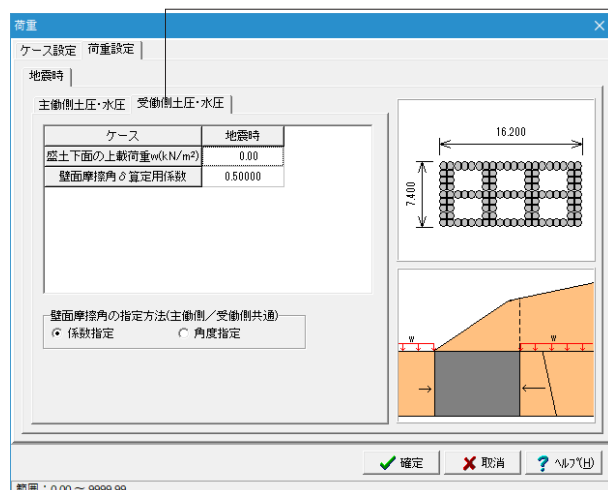 荷重
ケース設定 荷重設定
地震時
主働側土圧・水圧 受働側土圧・水圧
ケース 地震時
盛土下面の上載荷重w(kN/m²) 0.00
壁面摩擦角δ算定用係数 0.50000
壁面摩擦角の指定方法(主働側/受働側共通)
係数指定 角度指定
16.200
7.400
w w
確定 取消 ヘルプ(H)
範囲:0.00 ~ 9999.99